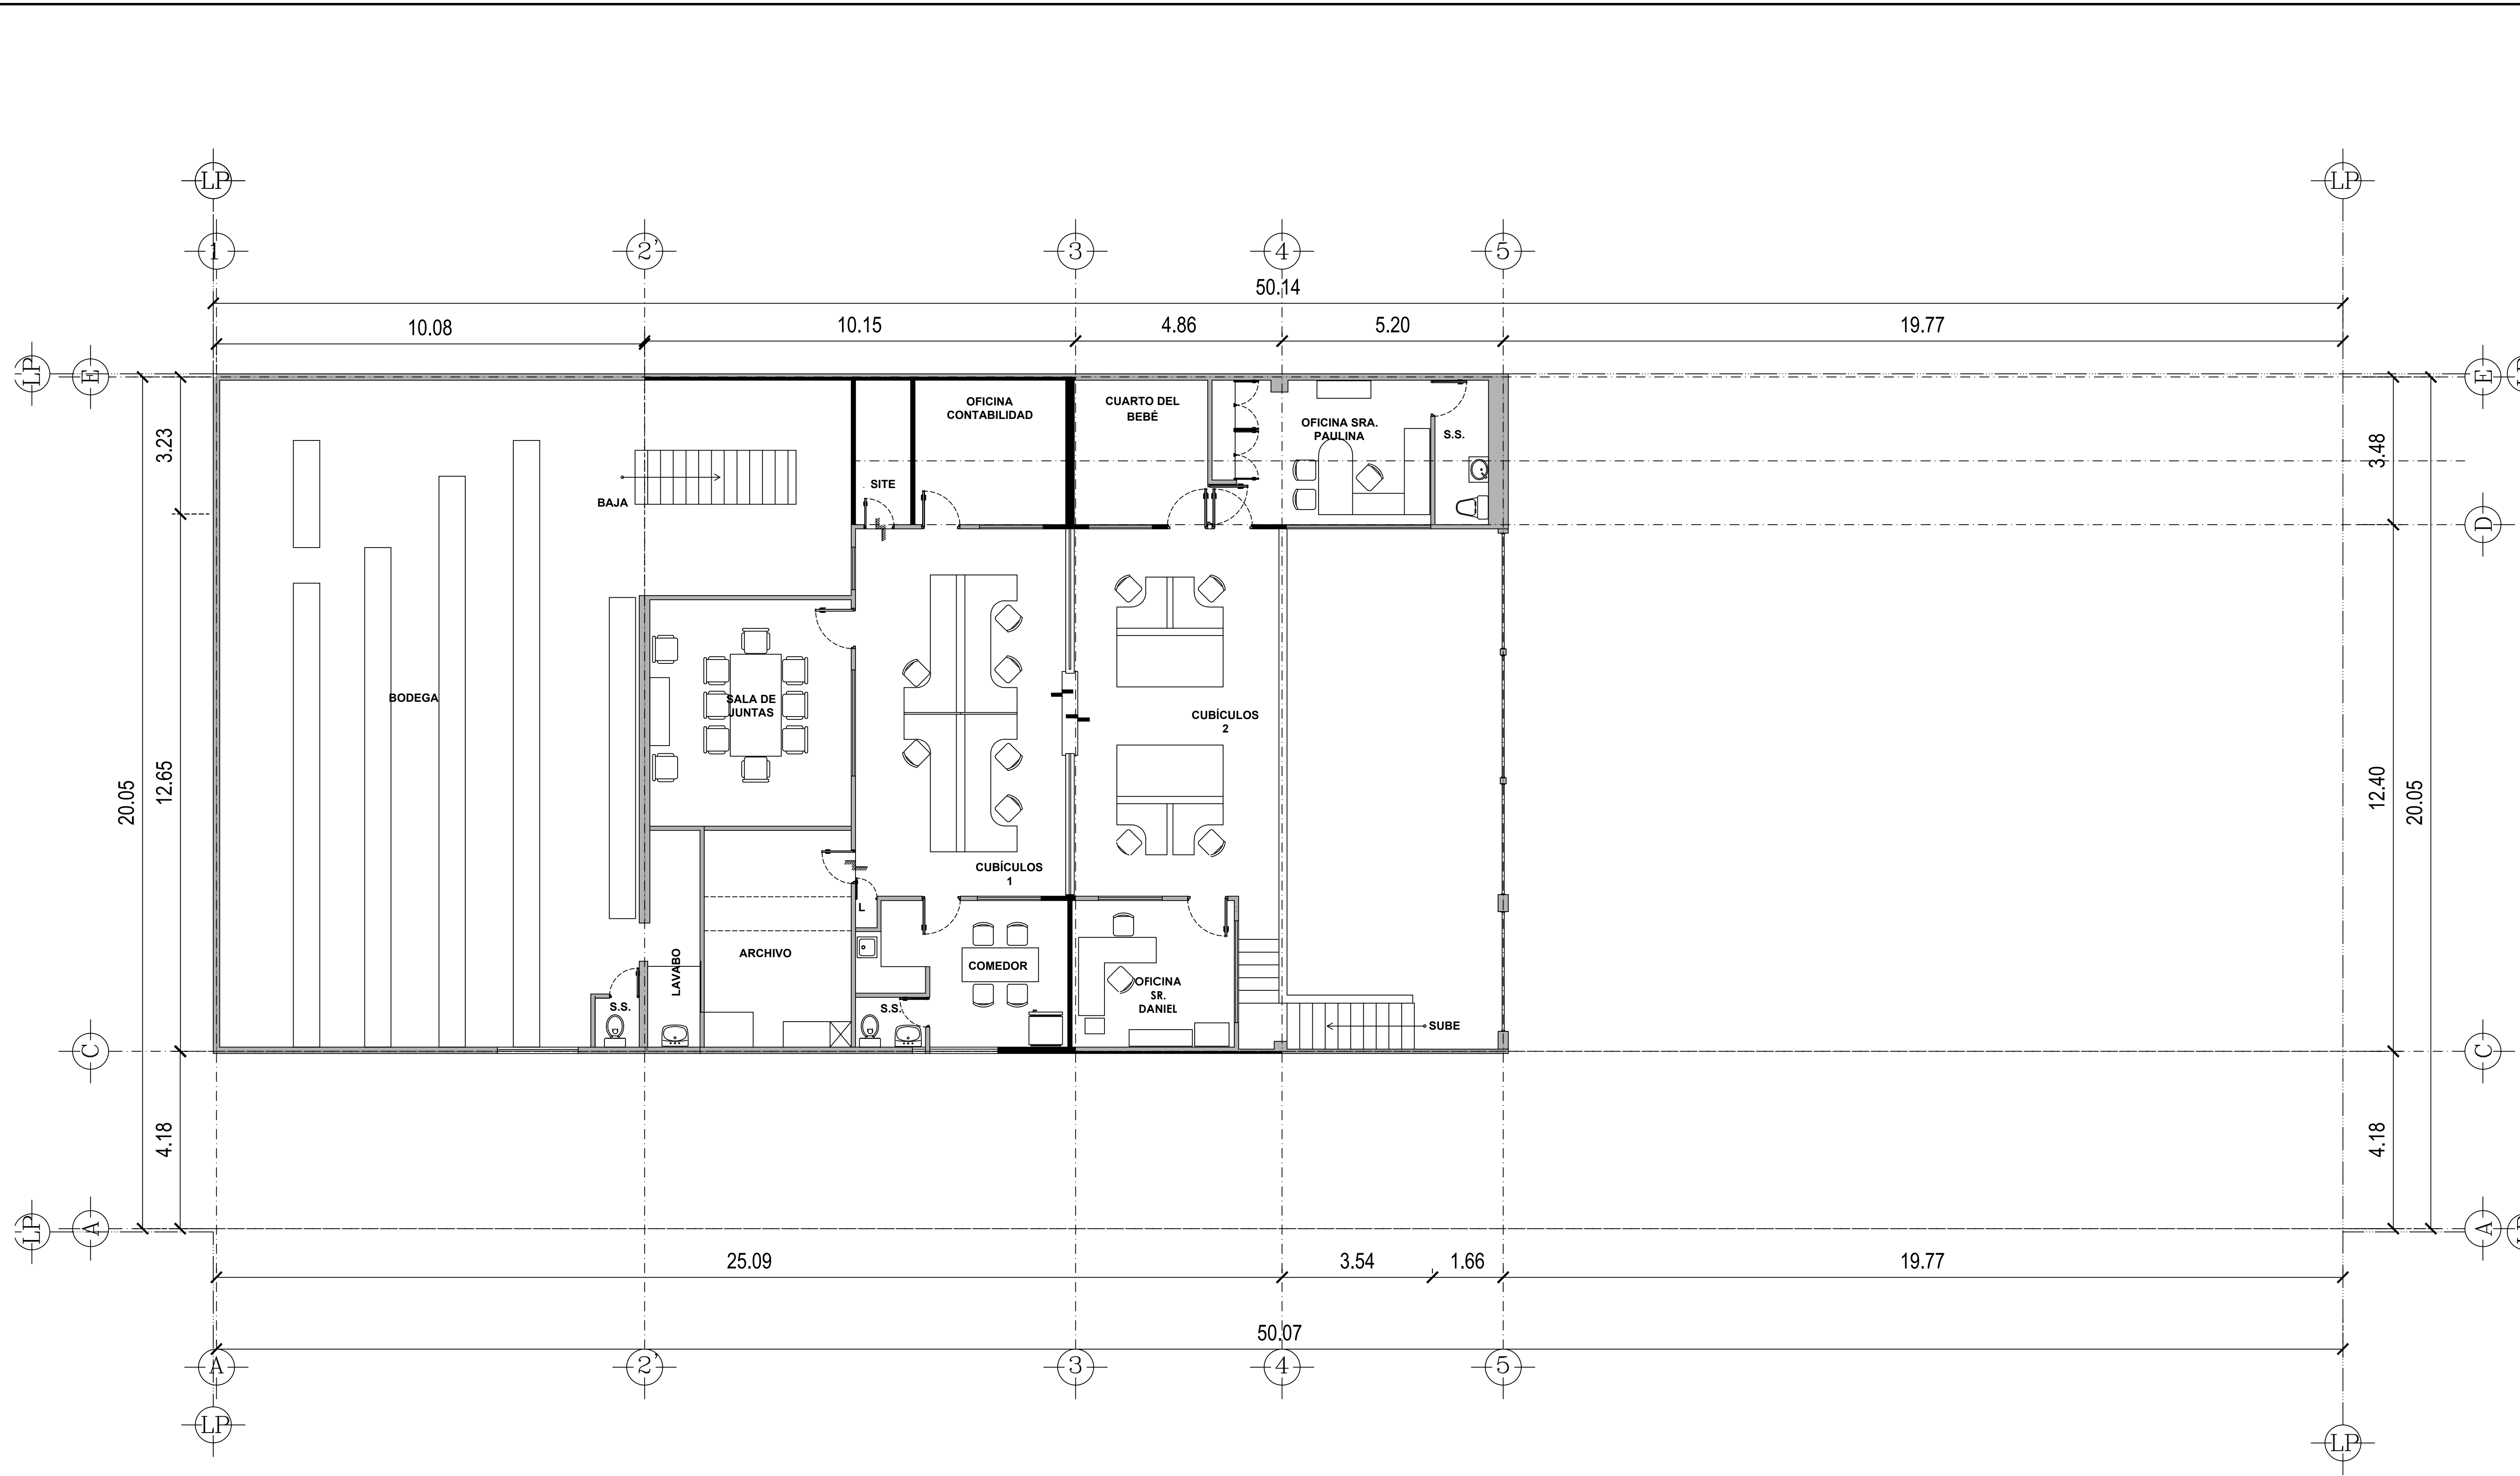 LP
LP
1
2'
3
4
5
50.14
10.08
10.15
4.86
5.20
19.77
LP
E
E
OFICINA
CONTABILIDAD
CUARTO DEL
BEBÉ
OFICINA SRA.
PAULINA
S.S.
3.23
3.48
SITE
BAJA
D
BODEGA
SALA DE
JUNTAS
CUBÍCULOS
2
20.05
12.65
12.40
20.05
CUBÍCULOS
1
L
LAVABO
ARCHIVO
COMEDOR
OFICINA
SR.
DANIEL
S.S.
S.S.
SUBE
C
C
4.18
4.18
LP
A
A
25.09
3.54
1.66
19.77
50.07
A
2'
3
4
5
LP
LP